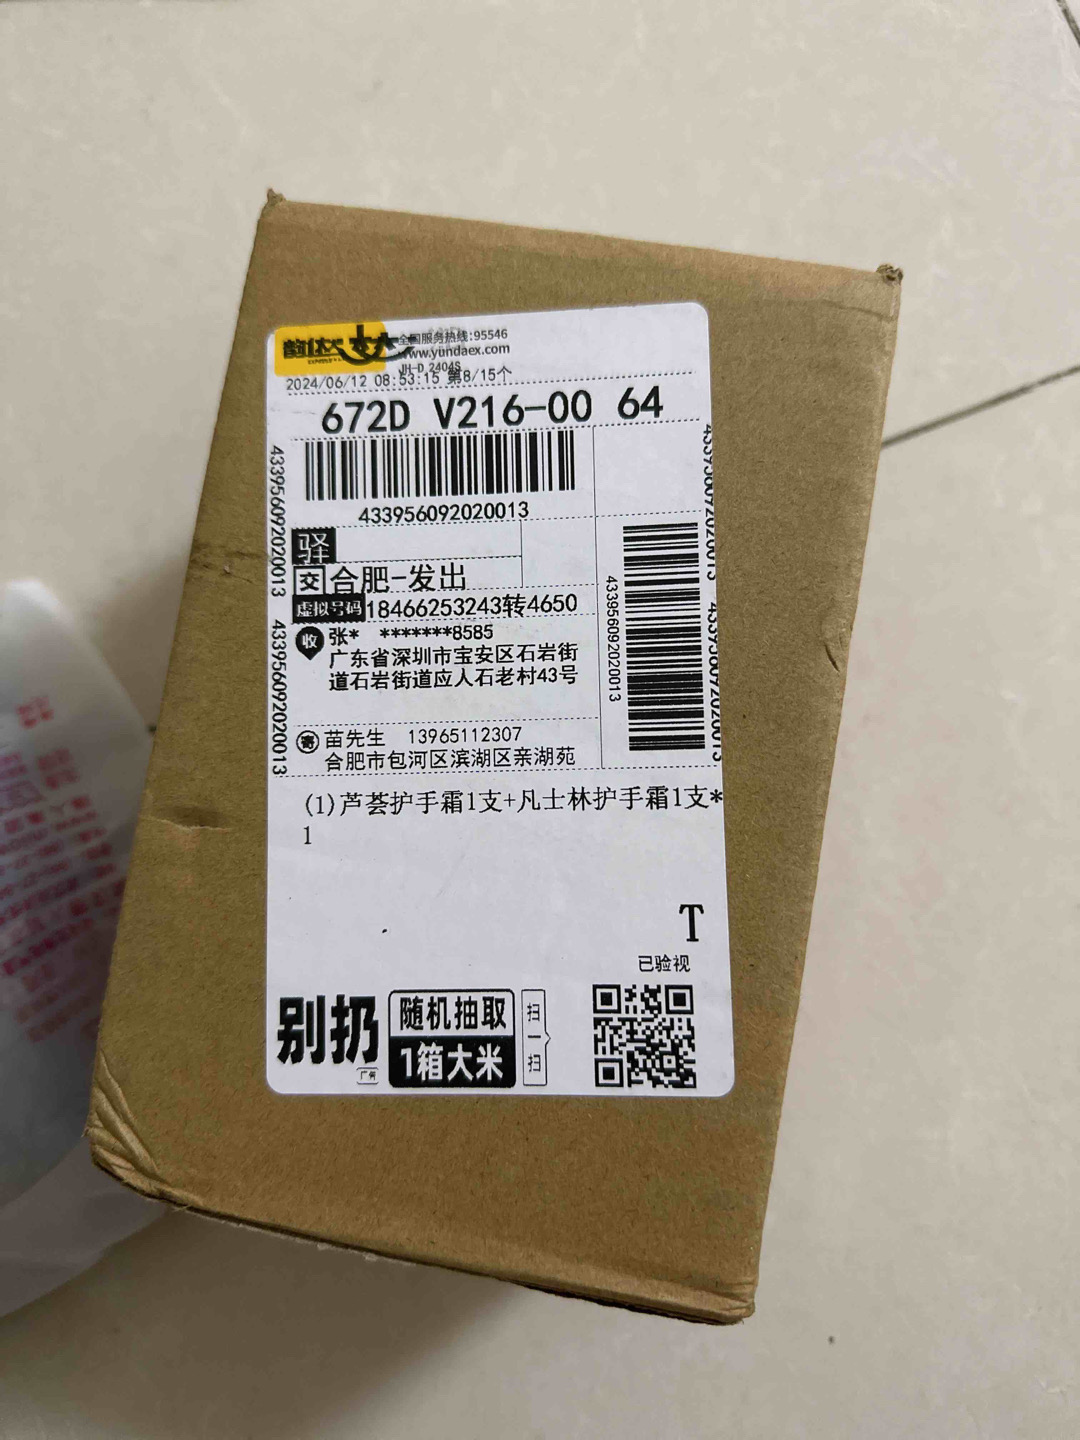 韵达
全国服务热线:95546
www.yundaex.com
JH-D_2404S
2024/06/12 08:53:15 第8/15个
672D V216-00 64
433956092020013
433956092020013
433956092020013
433956092020013
433956092020013
433956092020013
驿
交 合肥-发出
虚拟号码 18466253243转4650
收 张* *******8585
广东省深圳市宝安区石岩街
道石岩街道应人石老村43号
寄 苗先生 13965112307
合肥市包河区滨湖区亲湖苑
(1)芦荟护手霜1支+凡士林护手霜1支*
1
T
已验视
别扔
广告
随机抽取
1箱大米
扫一扫